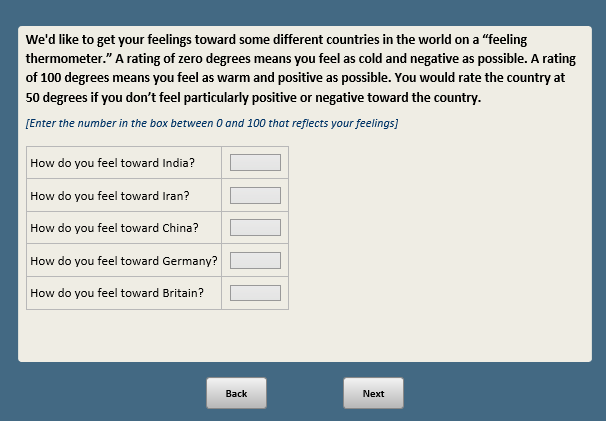 We'd like to get your feelings toward some different countries in the world on a “feeling
thermometer.” A rating of zero degrees means you feel as cold and negative as possible. A rating
of 100 degrees means you feel as warm and positive as possible. You would rate the country at
50 degrees if you don’t feel particularly positive or negative toward the country.
[Enter the number in the box between 0 and 100 that reflects your feelings]
How do you feel toward India?
How do you feel toward Iran?
How do you feel toward China?
How do you feel toward Germany?
How do you feel toward Britain?
Back
Next